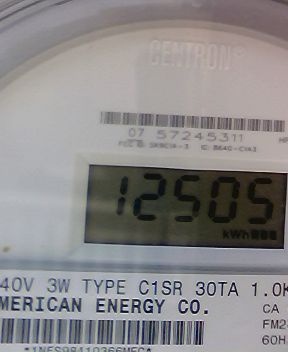 CENTRON®
07 57245311
12505
kWh
40V 3W TYPE C1SR 30TA 1.0K
MERICAN ENERGY CO.
CA
FM2
60H